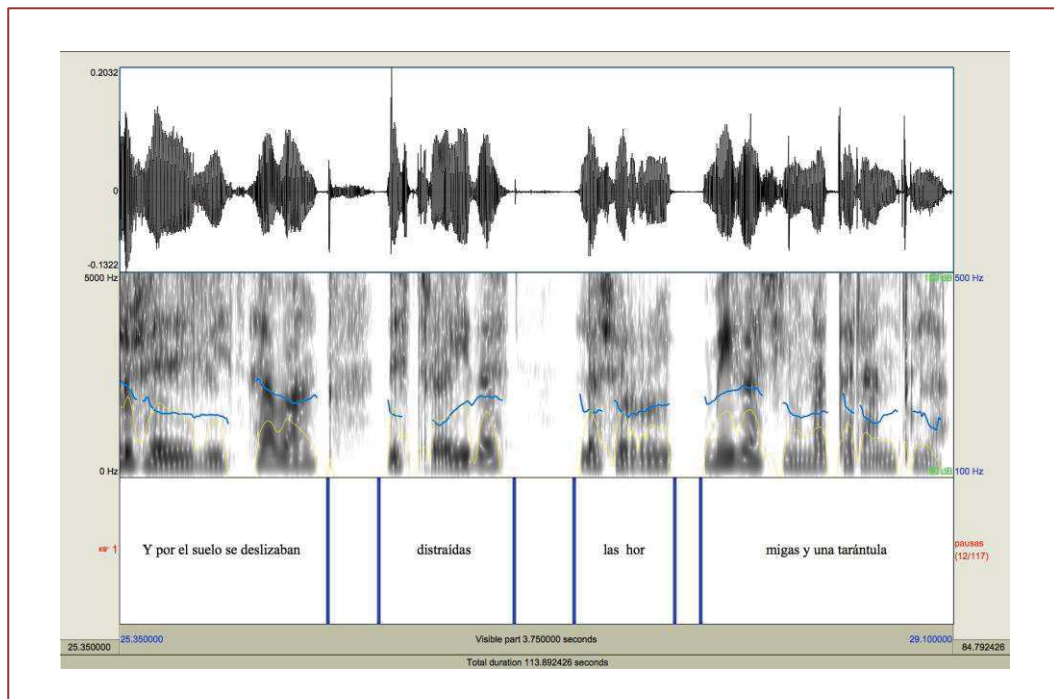 0.2032
0
-0.1322
5000 Hz
500 Hz
0 Hz
100 Hz
1
Y por el suelo se deslizaban
distraídas
las hor
migas y una tarántula
pausas
(12/117)
25.350000
Visible part 3.750000 seconds
29.100000
25.350000
84.792426
Total duration 113.892426 seconds